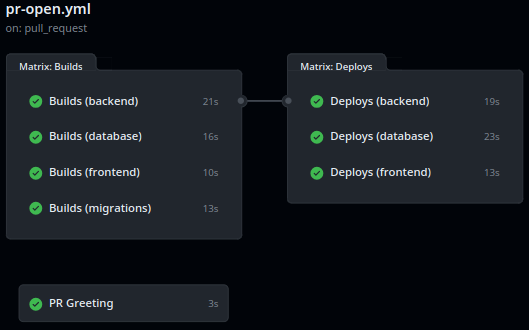 pr-open.yml
on: pull_request
Matrix: Builds
Builds (backend) 21s
Builds (database) 16s
Builds (frontend) 10s
Builds (migrations) 13s
Matrix: Deploys
Deploys (backend) 19s
Deploys (database) 23s
Deploys (frontend) 13s
PR Greeting 3s